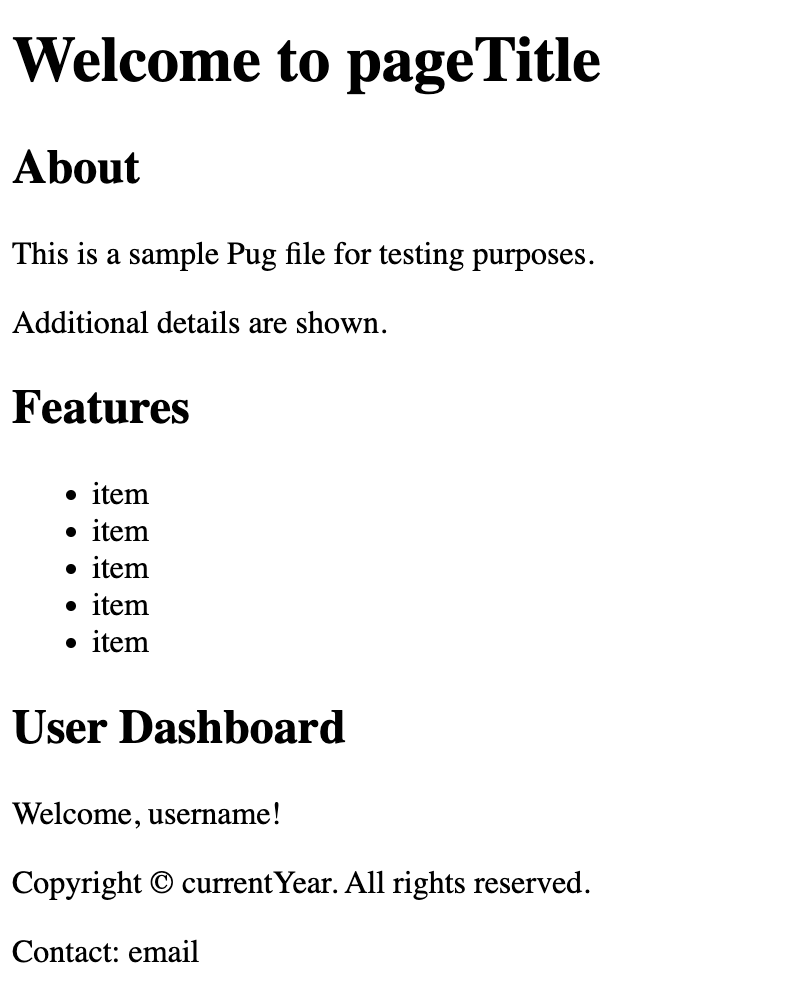 Welcome to pageTitle
About
This is a sample Pug file for testing purposes.
Additional details are shown.
Features
• item
• item
• item
• item
• item
User Dashboard
Welcome, username!
Copyright © currentYear. All rights reserved.
Contact: email